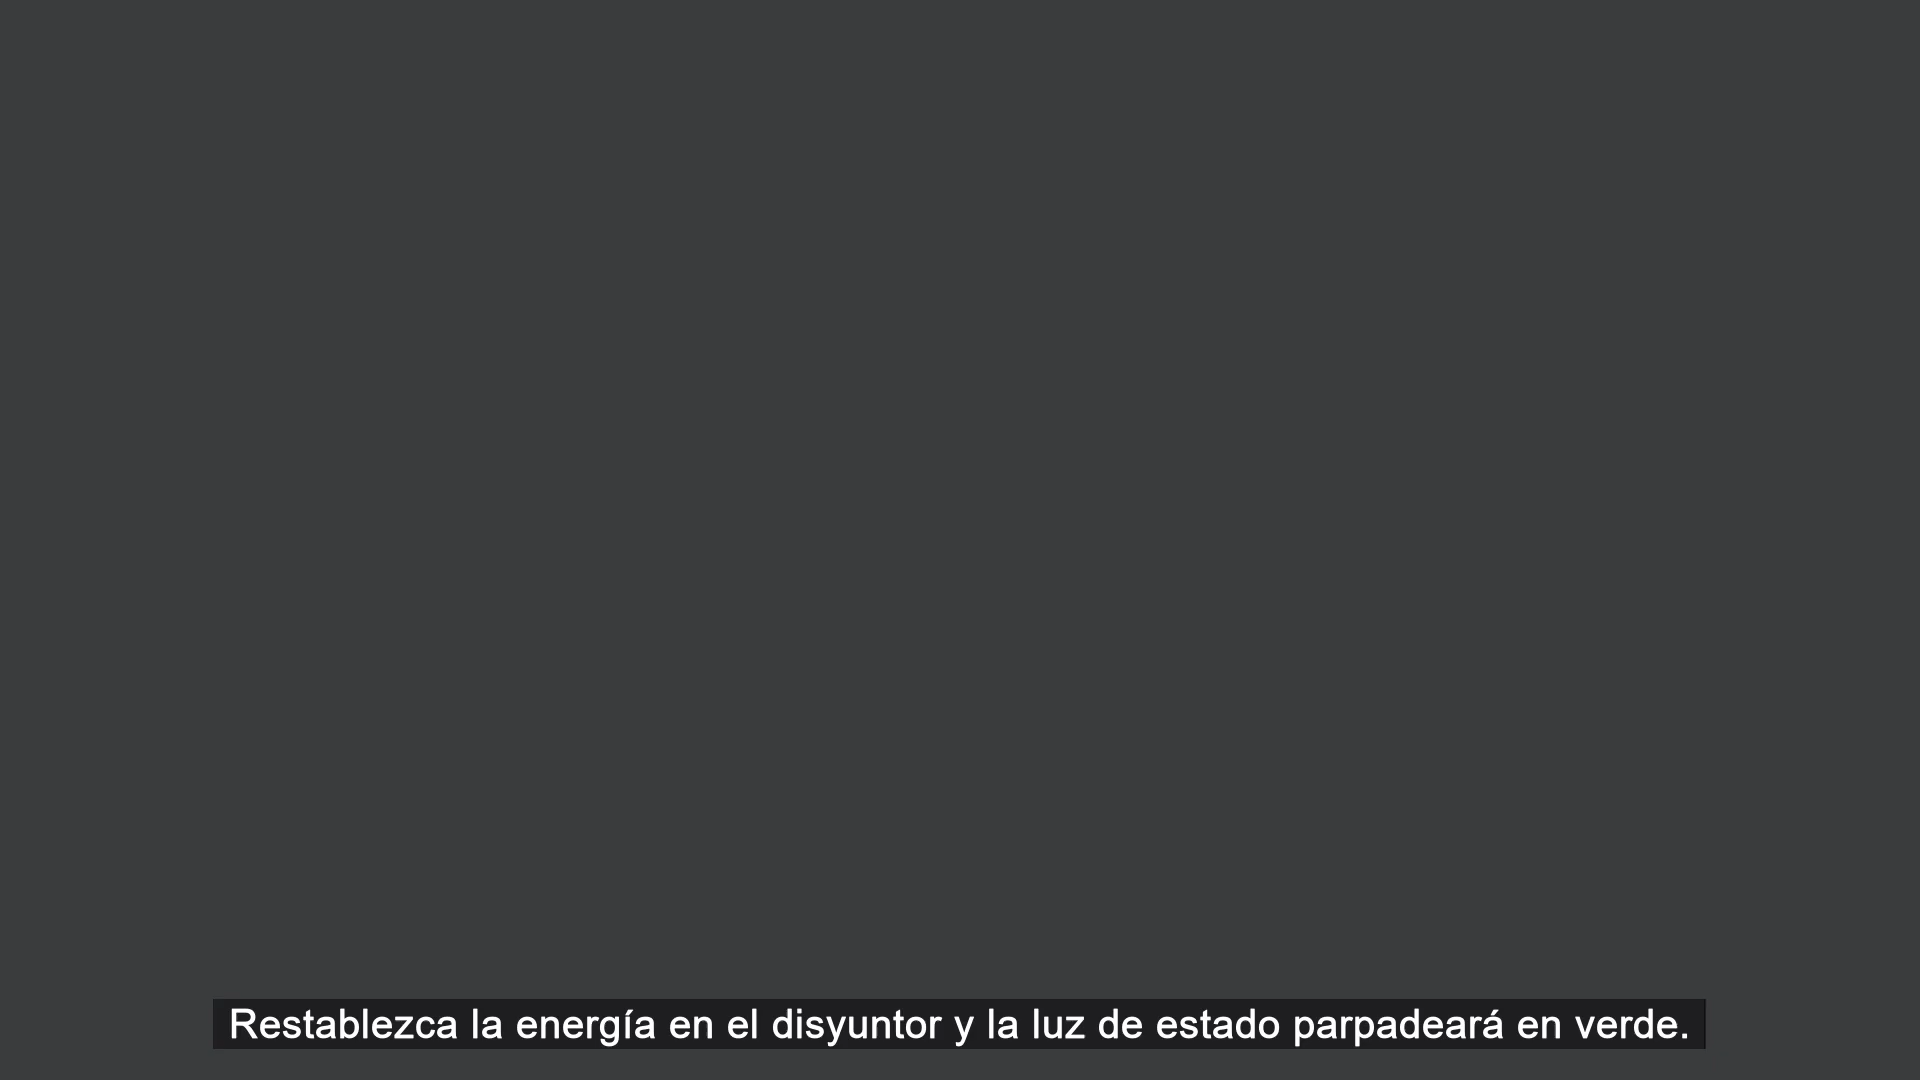 Restablezca la energía en el disyuntor y la luz de estado parpadeará en verde.